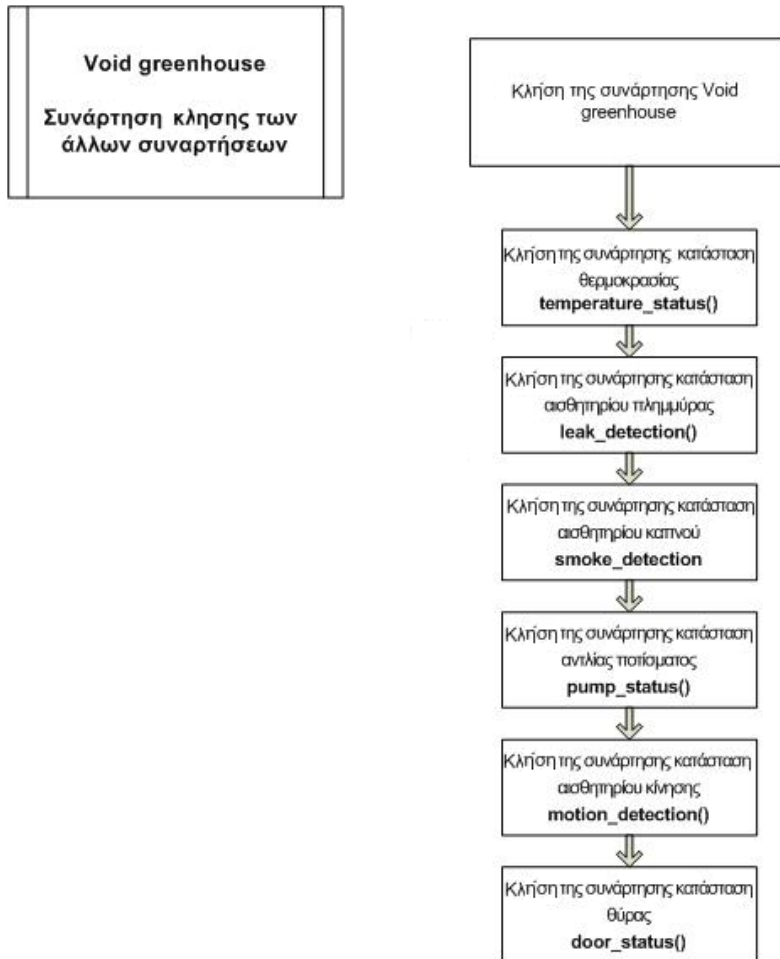 Void greenhouse
Συνάρτηση κλησης των
άλλων συναρτήσεων
Κλήση της συνάρτησης Void
greenhouse
Κλήση της συνάρτησης κατάσταση
θερμοκρασίας
temperature_status()
Κλήση της συνάρτησης κατάσταση
αισθητηρίου πλημμύρας
leak_detection()
Κλήση της συνάρτησης κατάσταση
αισθητηρίου καπνού
smoke_detection
Κλήση της συνάρτησης κατάσταση
αντλίας ποτίσματος
pump_status()
Κλήση της συνάρτησης κατάσταση
αισθητηρίου κίνησης
motion_detection()
Κλήση της συνάρτησης κατάσταση
θύρας
door_status()